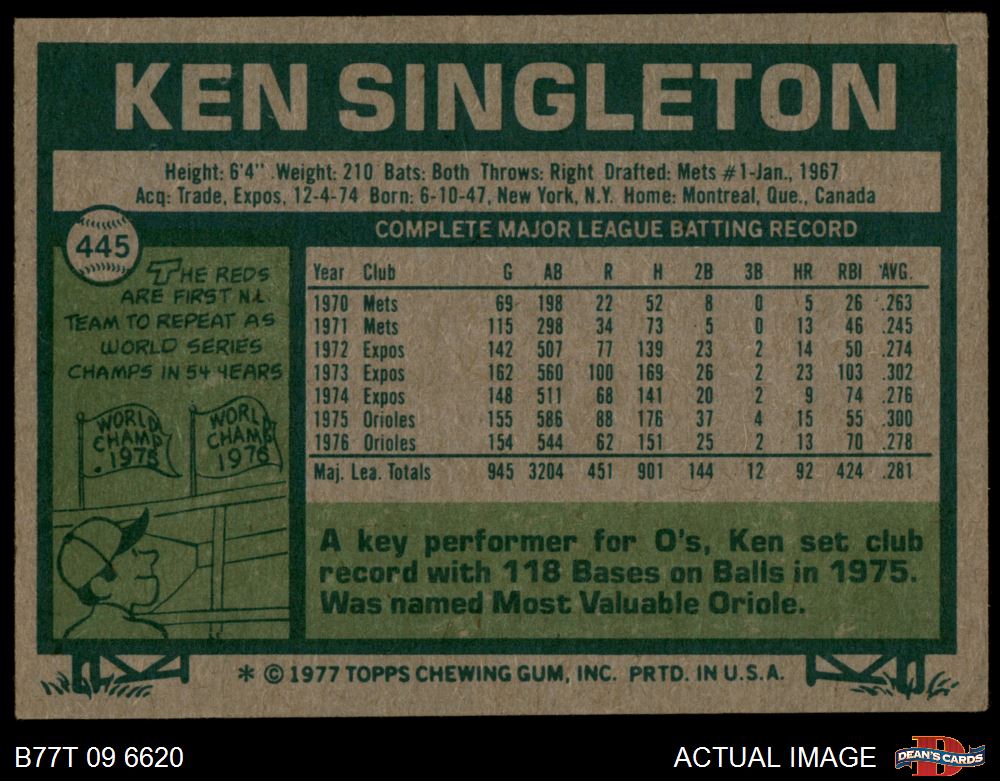 KEN SINGLETON
Height: 6'4" Weight: 210 Bats: Both Throws: Right Drafted: Mets #1-Jan., 1967
Acq: Trade, Expos, 12-4-74 Born: 6-10-47, New York, N.Y. Home: Montreal, Que., Canada
445
COMPLETE MAJOR LEAGUE BATTING RECORD
THE REDS
ARE FIRST N.L.
TEAM TO REPEAT AS
WORLD SERIES
CHAMPS IN 54 YEARS
WORLD CHAMP 1975
WORLD CHAMP 1976
Year Club G AB R H 2B 3B HR RBI AVG.
1970 Mets 69 198 22 52 8 0 5 26 .263
1971 Mets 115 298 34 73 5 0 13 46 .245
1972 Expos 142 507 77 139 23 2 14 50 .274
1973 Expos 162 560 100 169 26 2 23 103 .302
1974 Expos 148 511 68 141 20 2 9 74 .276
1975 Orioles 155 586 88 176 37 4 15 55 .300
1976 Orioles 154 544 62 151 25 2 13 70 .278
Maj. Lea. Totals 945 3204 451 901 144 12 92 424 .281
A key performer for O's, Ken set club
record with 118 Bases on Balls in 1975.
Was named Most Valuable Oriole.
* © 1977 TOPPS CHEWING GUM, INC. PRTD. IN U.S.A.
B77T 09 6620
ACTUAL IMAGE
D
DEAN'S CARDS